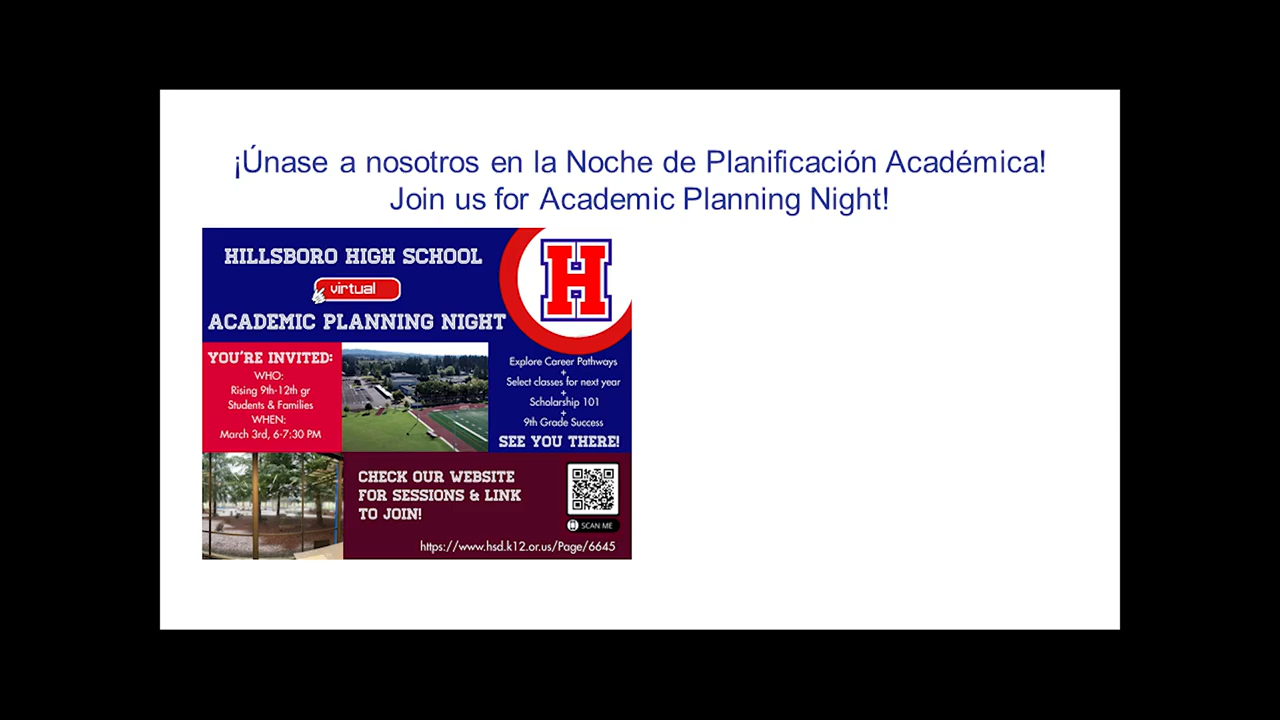 ¡Únase a nosotros en la Noche de Planificación Académica!
Join us for Academic Planning Night!
HILLSBORO HIGH SCHOOL
H
virtual
ACADEMIC PLANNING NIGHT
YOU'RE INVITED:
WHO:
Rising 9th-12th gr
Students & Families
WHEN:
March 3rd, 6-7:30 PM
Explore Career Pathways
+
Select classes for next year
+
Scholarship 101
+
9th Grade Success
SEE YOU THERE!
CHECK OUR WEBSITE
FOR SESSIONS & LINK
TO JOIN!
SCAN ME
https://www.hsd.k12.or.us/Page/6645